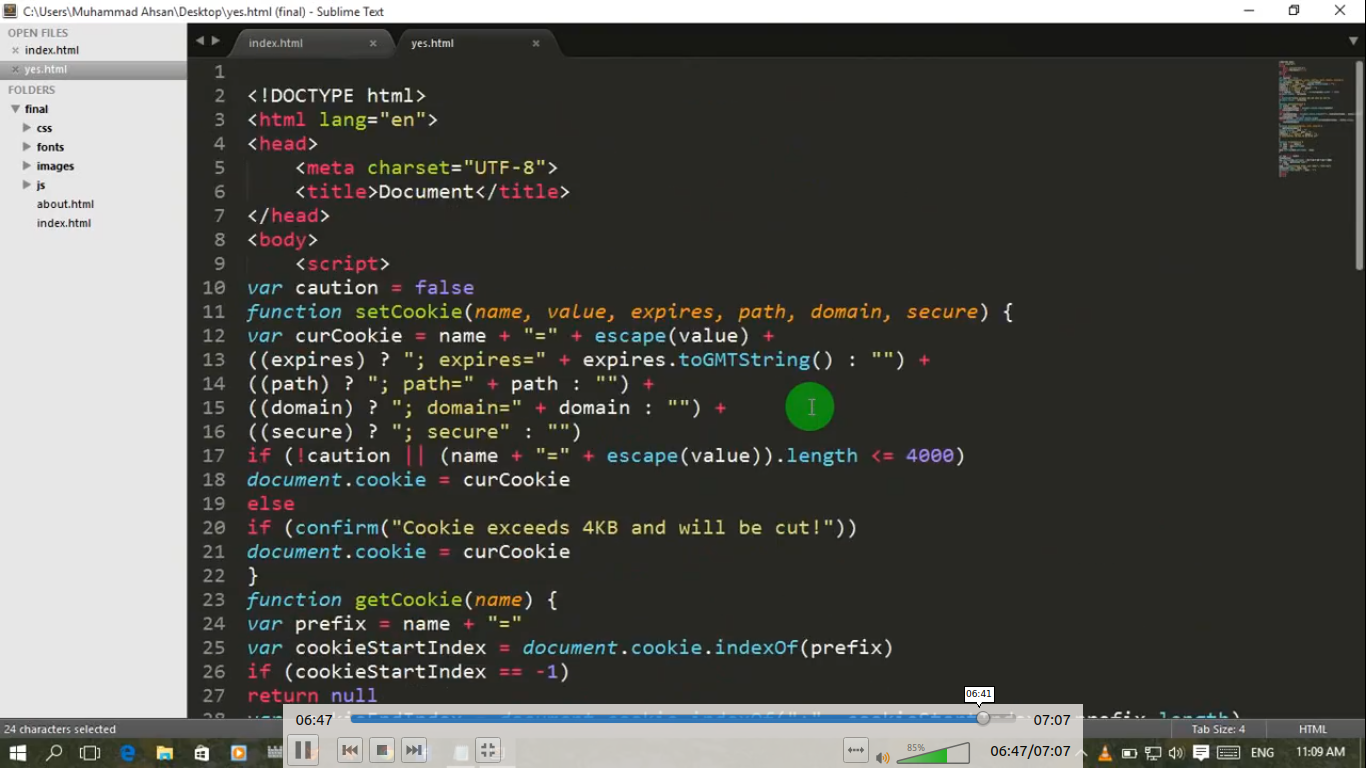 C:\Users\Muhammad Ahsan\Desktop\yes.html (final) - Sublime Text
OPEN FILES
index.html
yes.html
FOLDERS
final
css
fonts
images
js
about.html
index.html
index.html
yes.html
1
2 <!DOCTYPE html>
3 <html lang="en">
4 <head>
5 <meta charset="UTF-8">
6 <title>Document</title>
7 </head>
8 <body>
9 <script>
10 var caution = false
11 function setCookie(name, value, expires, path, domain, secure) {
12 var curCookie = name + "=" + escape(value) +
13 ((expires) ? "; expires=" + expires.toGMTString() : "") +
14 ((path) ? "; path=" + path : "") +
15 ((domain) ? "; domain=" + domain : "") +
16 ((secure) ? "; secure" : "")
17 if (!caution || (name + "=" + escape(value)).length <= 4000)
18 document.cookie = curCookie
19 else
20 if (confirm("Cookie exceeds 4KB and will be cut!"))
21 document.cookie = curCookie
22 }
23 function getCookie(name) {
24 var prefix = name + "="
25 var cookieStartIndex = document.cookie.indexOf(prefix)
26 if (cookieStartIndex == -1)
27 return null
06:41
06:47
07:07
24 characters selected
Tab Size: 4
HTML
85%
06:47/07:07
ENG
11:09 AM